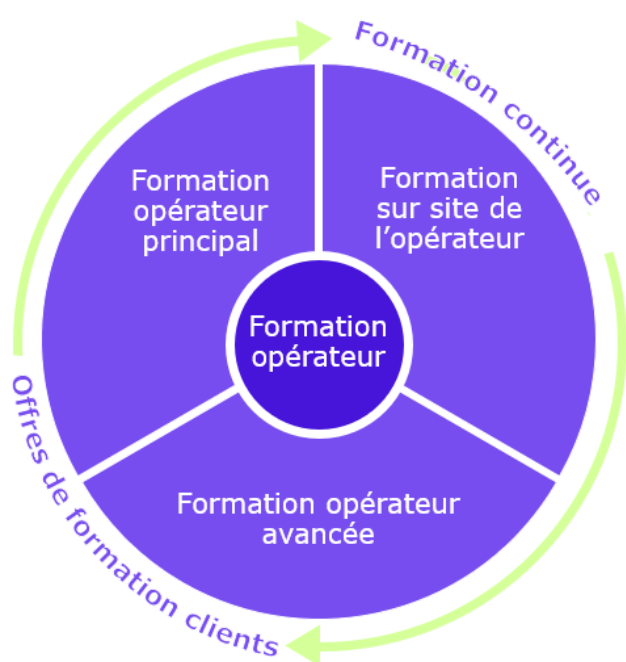 Formation continue
Formation
opérateur
principal
Formation
sur site de
l’opérateur
Formation
opérateur
Formation opérateur
avancée
Offres de formation clients